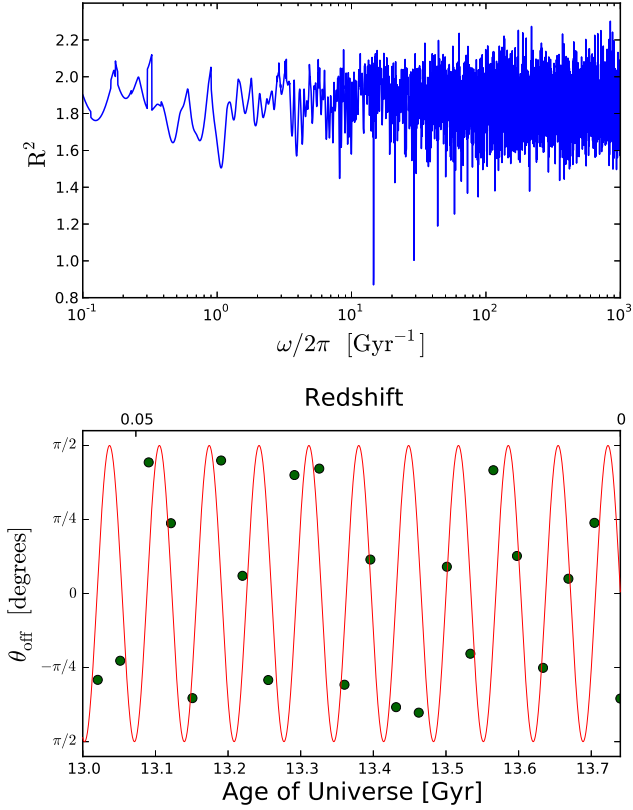 2.2
2.0
1.8
1.6
1.4
1.2
1.0
0.8
R²
10⁻¹ 10⁰ 10¹ 10² 10³
ω/2π [Gyr⁻¹]
Redshift
0.05 0
π/2
π/4
0
−π/4
π/2
θ_off [degrees]
13.0 13.1 13.2 13.3 13.4 13.5 13.6 13.7
Age of Universe [Gyr]